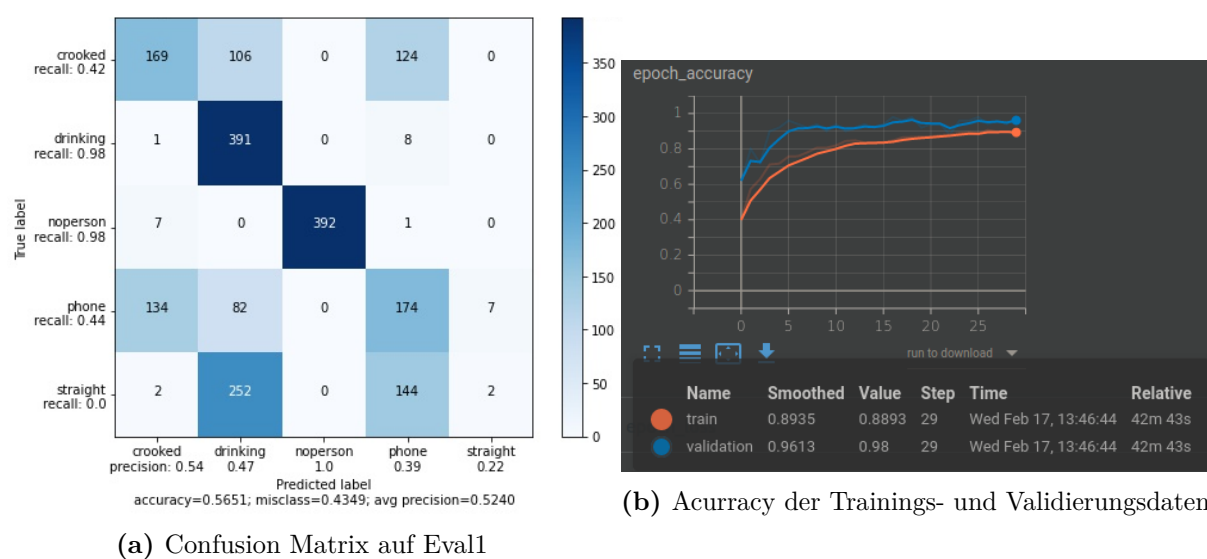 crooked
recall: 0.42
169 106 0 124 0
drinking
recall: 0.98
1 391 0 8 0
noperson
recall: 0.98
7 0 392 1
phone
recall: 0.44
134 82 0 174 7
straight
recall: 0.0
2 252 0 144 2
True label
crooked drinking noperson phone straight
precision: 0.54 0.47 1.0 0.39 0.22
Predicted label
accuracy=0.5651; misclass=0.4349; avg precision=0.5240
350
300
250
200
150
100
50
0
(a) Confusion Matrix auf Eval1
epoch_accuracy
1
0.8
0.6
0.4
0.2
0
0 5 10 15 20 25
run to download
Name Smoothed Value Step Time Relative
train 0.8935 0.8893 29 Wed Feb 17, 13:46:44 42m 43s
validation 0.9613 0.98 29 Wed Feb 17, 13:46:44 42m 43s
(b) Acurracy der Trainings- und Validierungsdaten